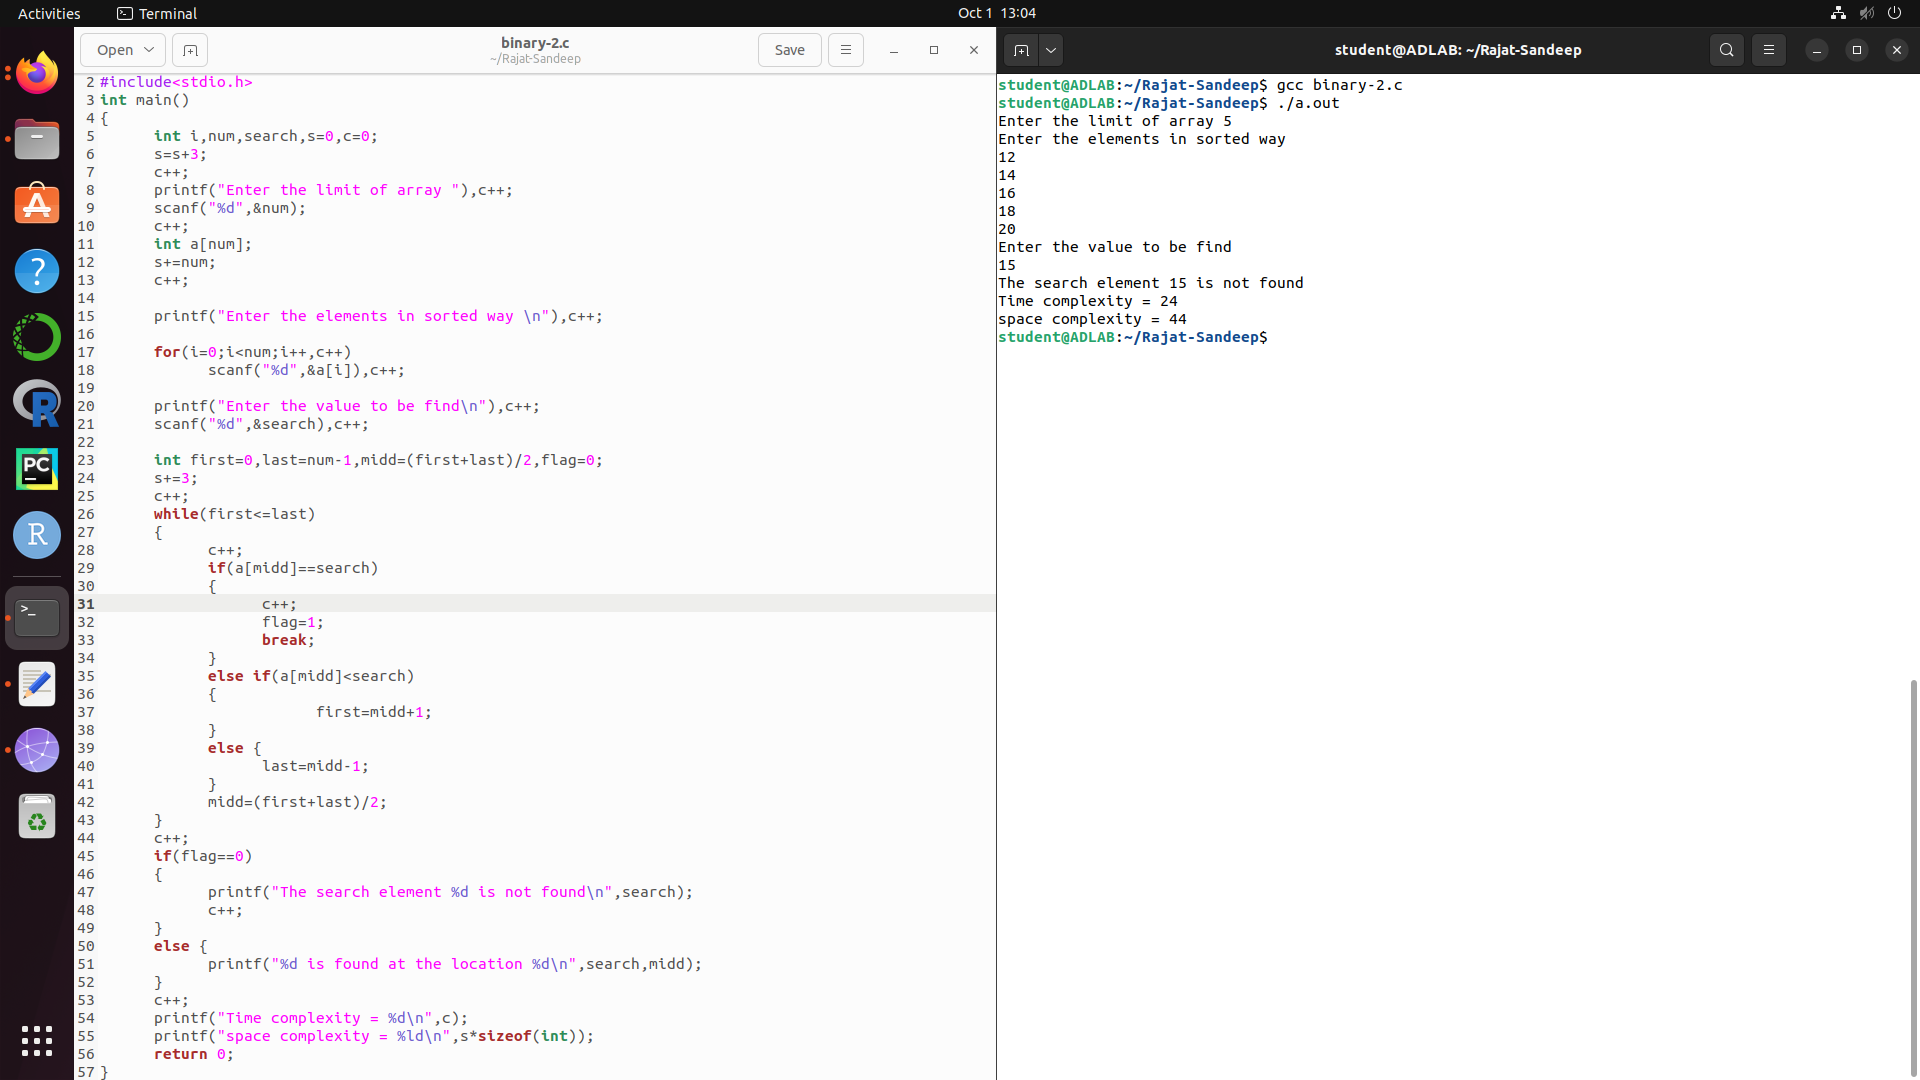 Activities
Terminal
Oct 1 13:04
Open
binary-2.c
~/Rajat-Sandeep
Save
2 #include<stdio.h>
3 int main()
4 {
5 int i,num,search,s=0,c=0;
6 s=s+3;
7 c++;
8 printf("Enter the limit of array "),c++;
9 scanf("%d",&num);
10 c++;
11 int a[num];
12 s+=num;
13 c++;
14
15 printf("Enter the elements in sorted way \n"),c++;
16
17 for(i=0;i<num;i++,c++)
18 scanf("%d",&a[i]),c++;
19
20 printf("Enter the value to be find\n"),c++;
21 scanf("%d",&search),c++;
22
23 int first=0,last=num-1,midd=(first+last)/2,flag=0;
24 s+=3;
25 c++;
26 while(first<=last)
27 {
28 c++;
29 if(a[midd]==search)
30 {
31 c++;
32 flag=1;
33 break;
34 }
35 else if(a[midd]<search)
36 {
37 first=midd+1;
38 }
39 else {
40 last=midd-1;
41 }
42 midd=(first+last)/2;
43 }
44 c++;
45 if(flag==0)
46 {
47 printf("The search element %d is not found\n",search);
48 c++;
49 }
50 else {
51 printf("%d is found at the location %d\n",search,midd);
52 }
53 c++;
54 printf("Time complexity = %d\n",c);
55 printf("space complexity = %ld\n",s*sizeof(int));
56 return 0;
57 }
student@ADLAB: ~/Rajat-Sandeep
student@ADLAB:~/Rajat-Sandeep$ gcc binary-2.c
student@ADLAB:~/Rajat-Sandeep$ ./a.out
Enter the limit of array 5
Enter the elements in sorted way
12
14
16
18
20
Enter the value to be find
15
The search element 15 is not found
Time complexity = 24
space complexity = 44
student@ADLAB:~/Rajat-Sandeep$
A
?
R
PC
R
>_